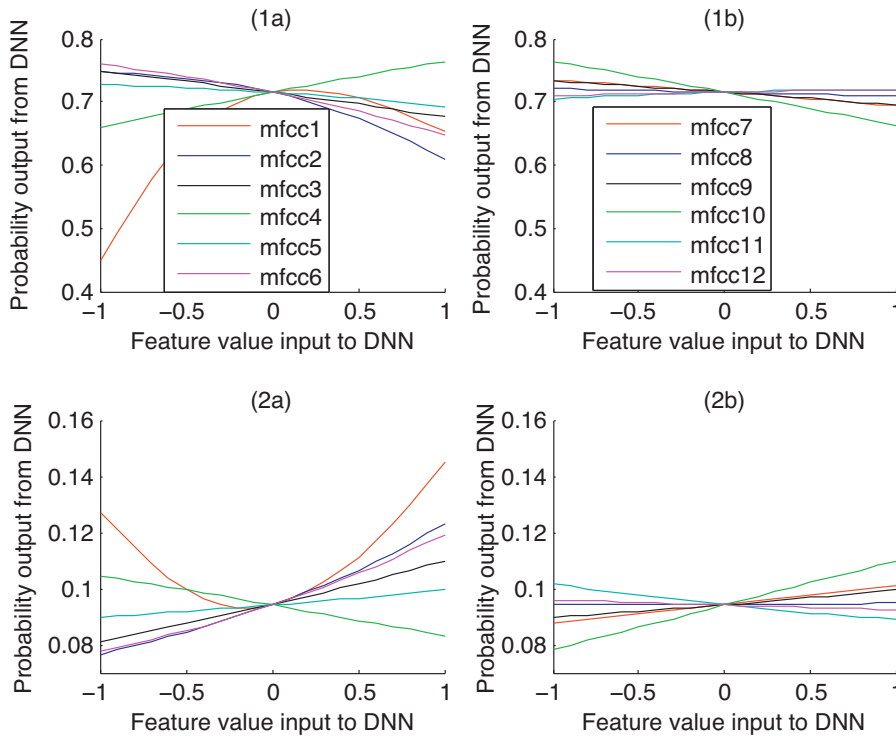 (1a)
Probability output from DNN
0.8
0.7
0.6
0.5
0.4
mfcc1
mfcc2
mfcc3
mfcc4
mfcc5
mfcc6
−1 −0.5 0 0.5 1
Feature value input to DNN
(1b)
Probability output from DNN
0.8
0.7
0.6
0.5
0.4
mfcc7
mfcc8
mfcc9
mfcc10
mfcc11
mfcc12
−1 −0.5 0 0.5 1
Feature value input to DNN
(2a)
Probability output from DNN
0.16
0.14
0.12
0.1
0.08
−1 −0.5 0 0.5 1
Feature value input to DNN
(2b)
Probability output from DNN
0.16
0.14
0.12
0.1
0.08
−1 −0.5 0 0.5 1
Feature value input to DNN